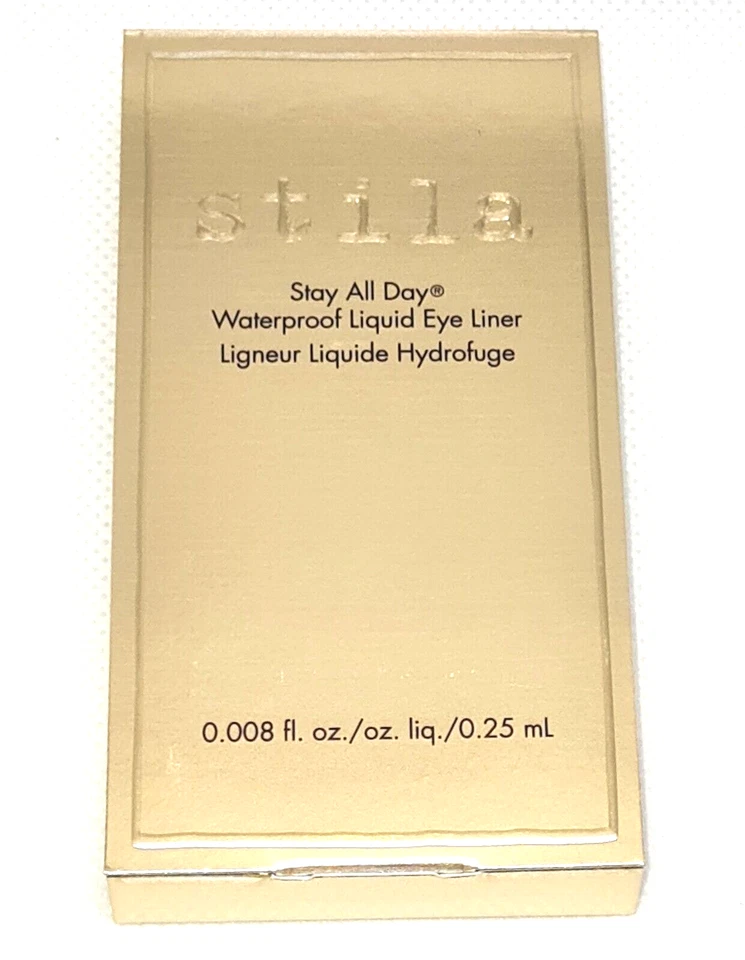 stila
Stay All Day®
Waterproof Liquid Eye Liner
Ligneur Liquide Hydrofuge
0.008 fl. oz./oz. liq./0.25 mL